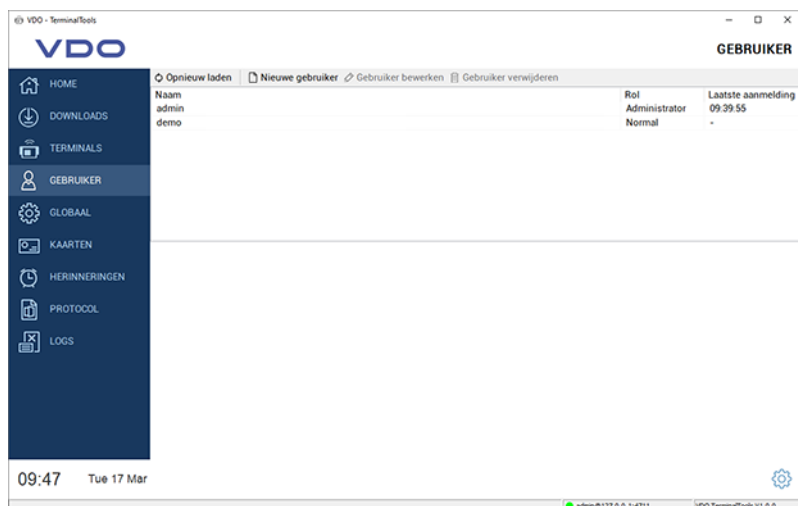 VDO - TerminalTools
VDO
GEBRUIKER
HOME
DOWNLOADS
TERMINALS
GEBRUIKER
GLOBAAL
KAARTEN
HERINNERINGEN
PROTOCOL
LOGS
Opnieuw laden Nieuwe gebruiker Gebruiker bewerken Gebruiker verwijderen
Naam Rol Laatste aanmelding
admin Administrator 09:39:55
demo Normal -
09:47 Tue 17 Mar